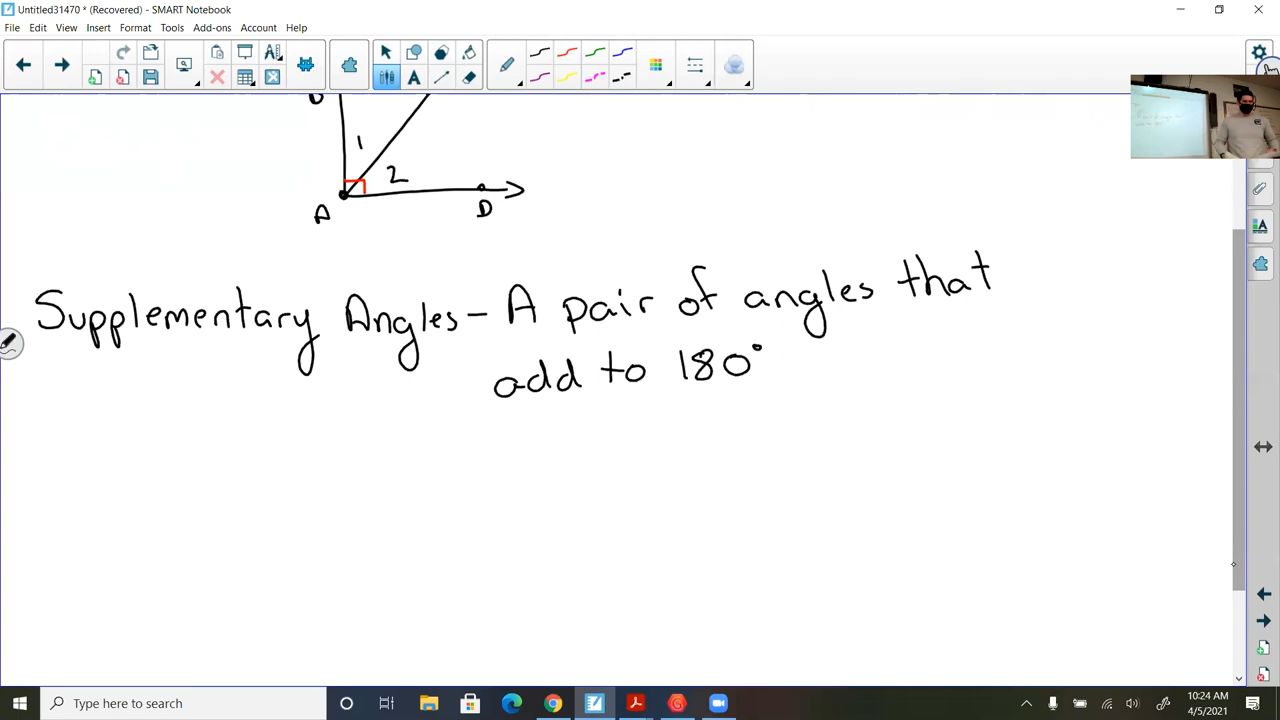 Untitled31470 * (Recovered) - SMART Notebook
File Edit View Insert Format Tools Add-ons Account Help
1
2
A
D
Supplementary Angles - A pair of angles that
add to 180°
Type here to search
10:24 AM
4/5/2021